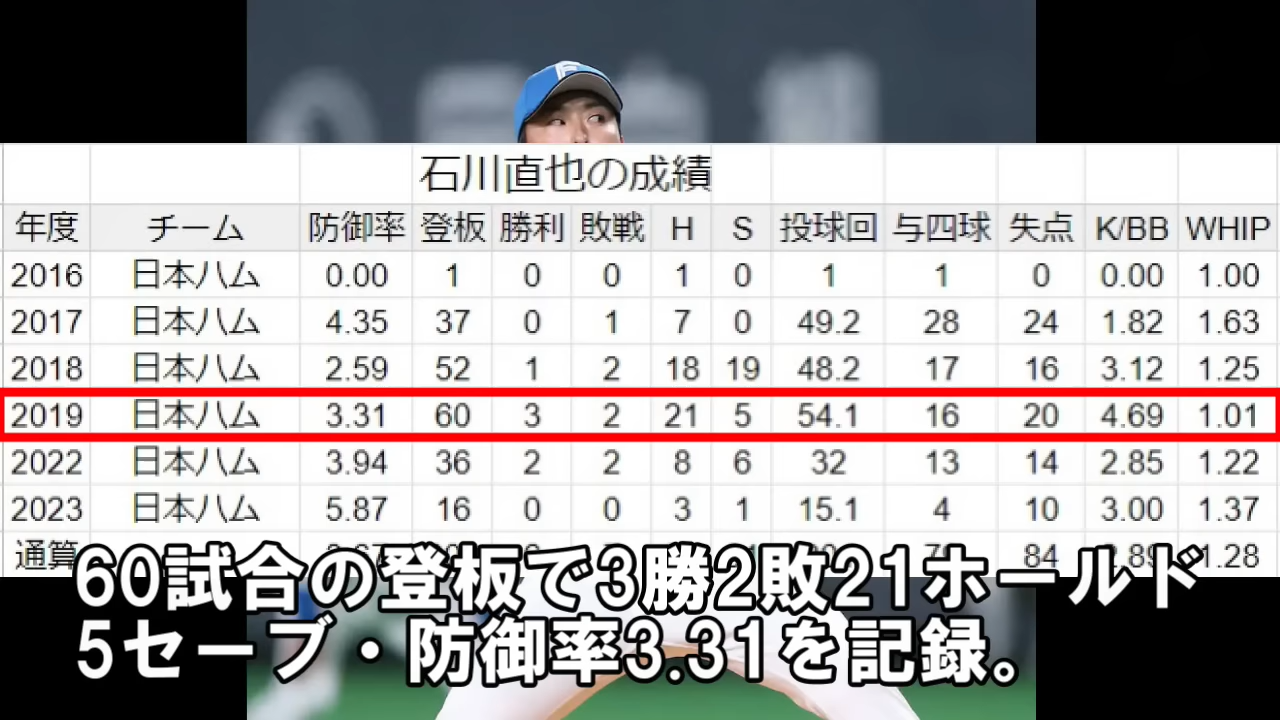 石川直也の成績
年度 チーム 防御率 登板 勝利 敗戦 H S 投球回 与四球 失点 K/BB WHIP
2016 日本ハム 0.00 1 0 0 1 0 1 1 0 0.00 1.00
2017 日本ハム 4.35 37 0 1 7 0 49.2 28 24 1.82 1.63
2018 日本ハム 2.59 52 1 2 18 19 48.2 17 16 3.12 1.25
2019 日本ハム 3.31 60 3 2 21 5 54.1 16 20 4.69 1.01
2022 日本ハム 3.94 36 2 2 8 6 32 13 14 2.85 1.22
2023 日本ハム 5.87 16 0 0 3 1 15.1 4 10 3.00 1.37
通算 84 2.89 1.28
60試合の登板で3勝2敗21ホールド
5セーブ・防御率3.31を記録。